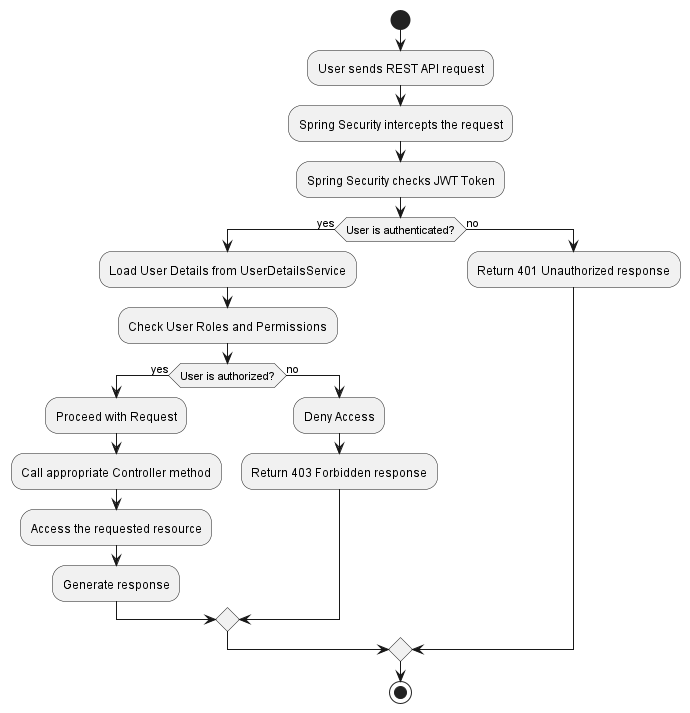 User sends REST API request
Spring Security intercepts the request
Spring Security checks JWT Token
yes
User is authenticated?
no
Load User Details from UserDetailsService
Return 401 Unauthorized response
Check User Roles and Permissions
yes
User is authorized?
no
Proceed with Request
Deny Access
Call appropriate Controller method
Return 403 Forbidden response
Access the requested resource
Generate response